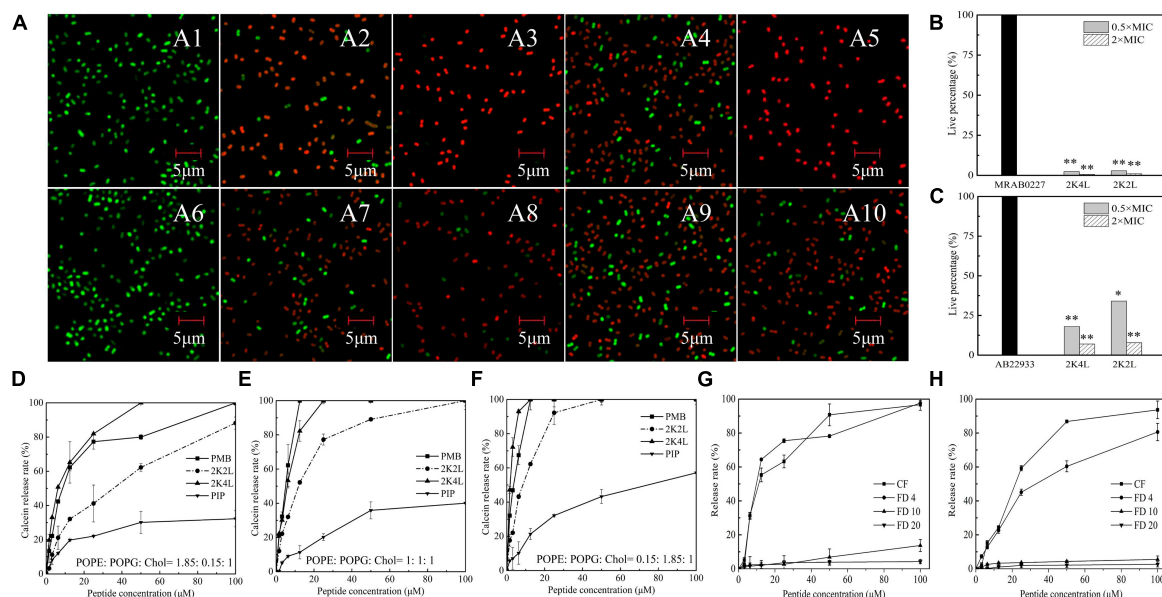 A
A1
A2
A3
A4
A5
5μm
5μm
5μm
5μm
5μm
A6
A7
A8
A9
A10
5μm
5μm
5μm
5μm
5μm
B
Live percentage (%)
100
75
50
25
0
0.5×MIC
2×MIC
** ** ** **
MRAB0227 2K4L 2K2L
C
Live percentage (%)
100
75
50
25
0
0.5×MIC
2×MIC
** ** * **
AB22933 2K4L 2K2L
D
Calcein release rate (%)
100
80
60
40
20
0
PMB
2K2L
2K4L
PIP
POPE: POPG: Chol= 1.85: 0.15: 1
0 20 40 60 80 100
Peptide concentration (μM)
E
Calcein release rate (%)
100
80
60
40
20
0
PMB
2K2L
2K4L
PIP
POPE: POPG: Chol= 1: 1: 1
0 20 40 60 80 100
Peptide concentration (μM)
F
Calcein release rate (%)
100
80
60
40
20
0
PMB
2K2L
2K4L
PIP
POPE: POPG: Chol= 0.15: 1.85: 1
0 20 40 60 80 100
Peptide concentration (μM)
G
Release rate (%)
100
80
60
40
20
0
CF
FD 4
FD 10
FD 20
0 20 40 60 80 100
Peptide concentration (μM)
H
Release rate (%)
100
80
60
40
20
0
CF
FD 4
FD 10
FD 20
0 20 40 60 80 100
Peptide concentration (μM)